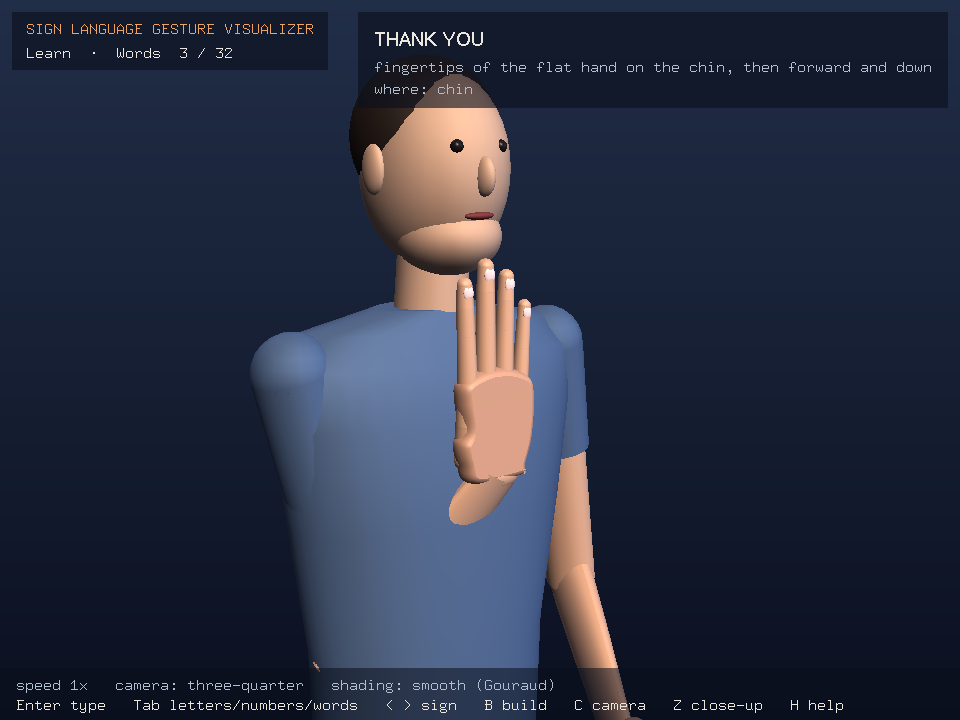 SIGN LANGUAGE GESTURE VISUALIZER
Learn · Words 3 / 32
THANK YOU
fingertips of the flat hand on the chin, then forward and down
where: chin
speed 1x camera: three-quarter shading: smooth (Gouraud)
Enter type Tab letters/numbers/words < > sign B build C camera Z close-up H help